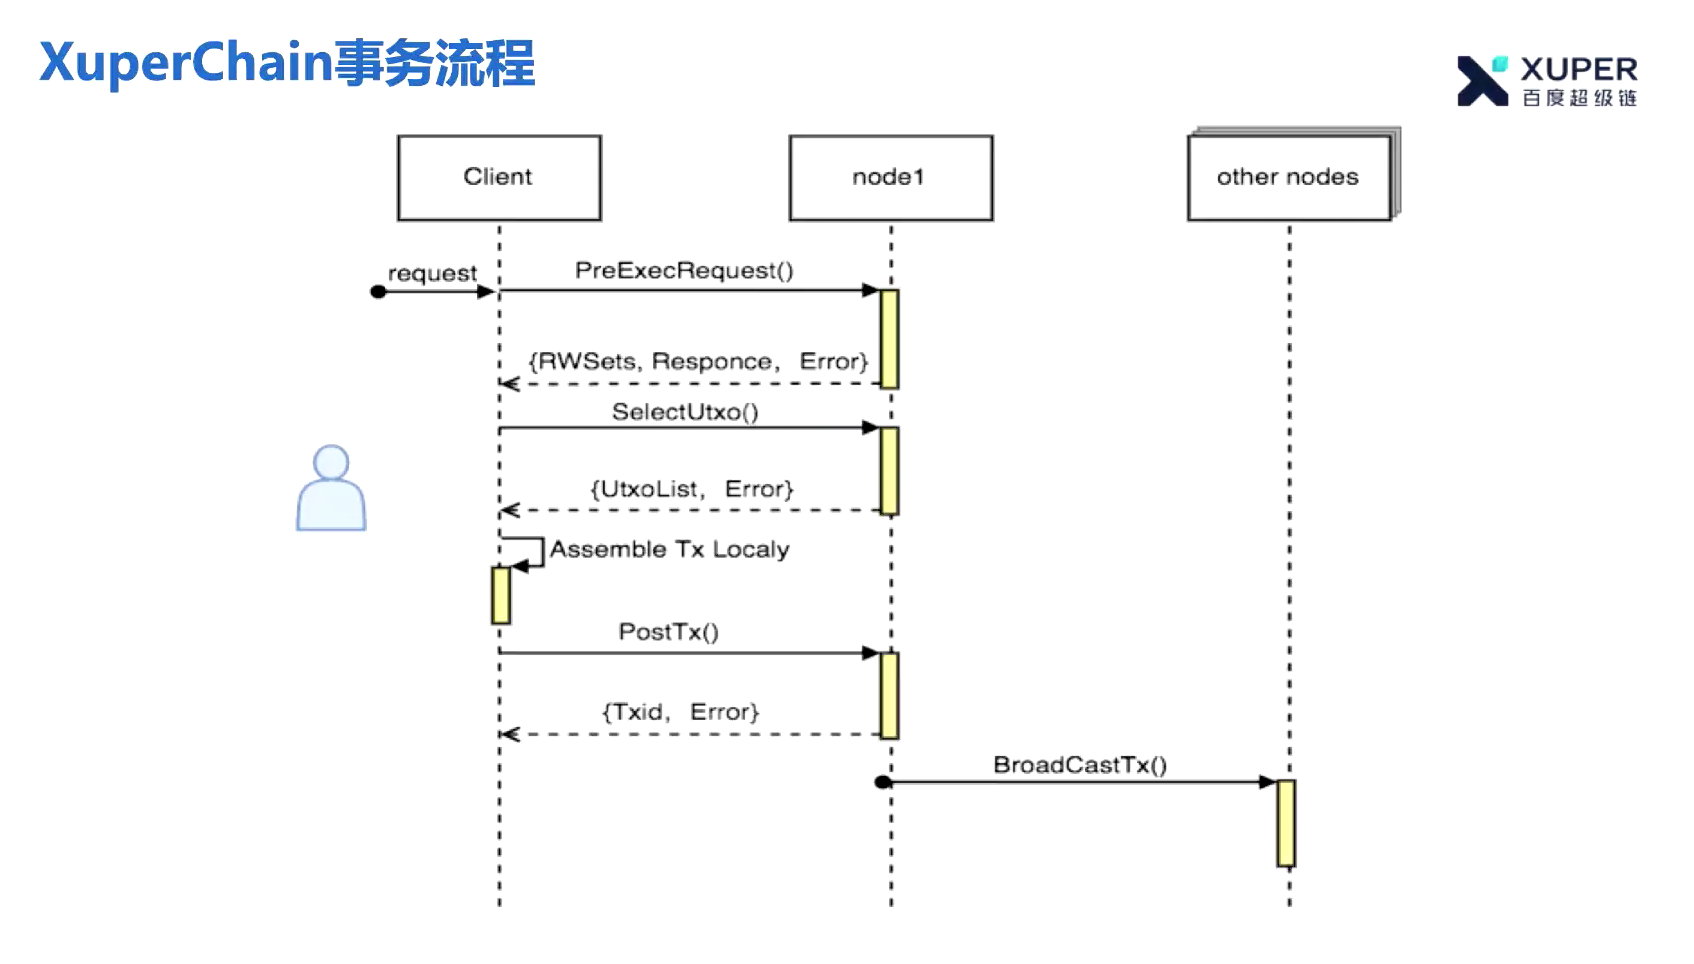 XuperChain事务流程
XUPER
百度超级链
Client
node1
other nodes
request
PreExecRequest()
{RWSets, Responce, Error}
SelectUtxo()
{UtxoList, Error}
Assemble Tx Localy
PostTx()
{Txid, Error}
BroadCastTx()